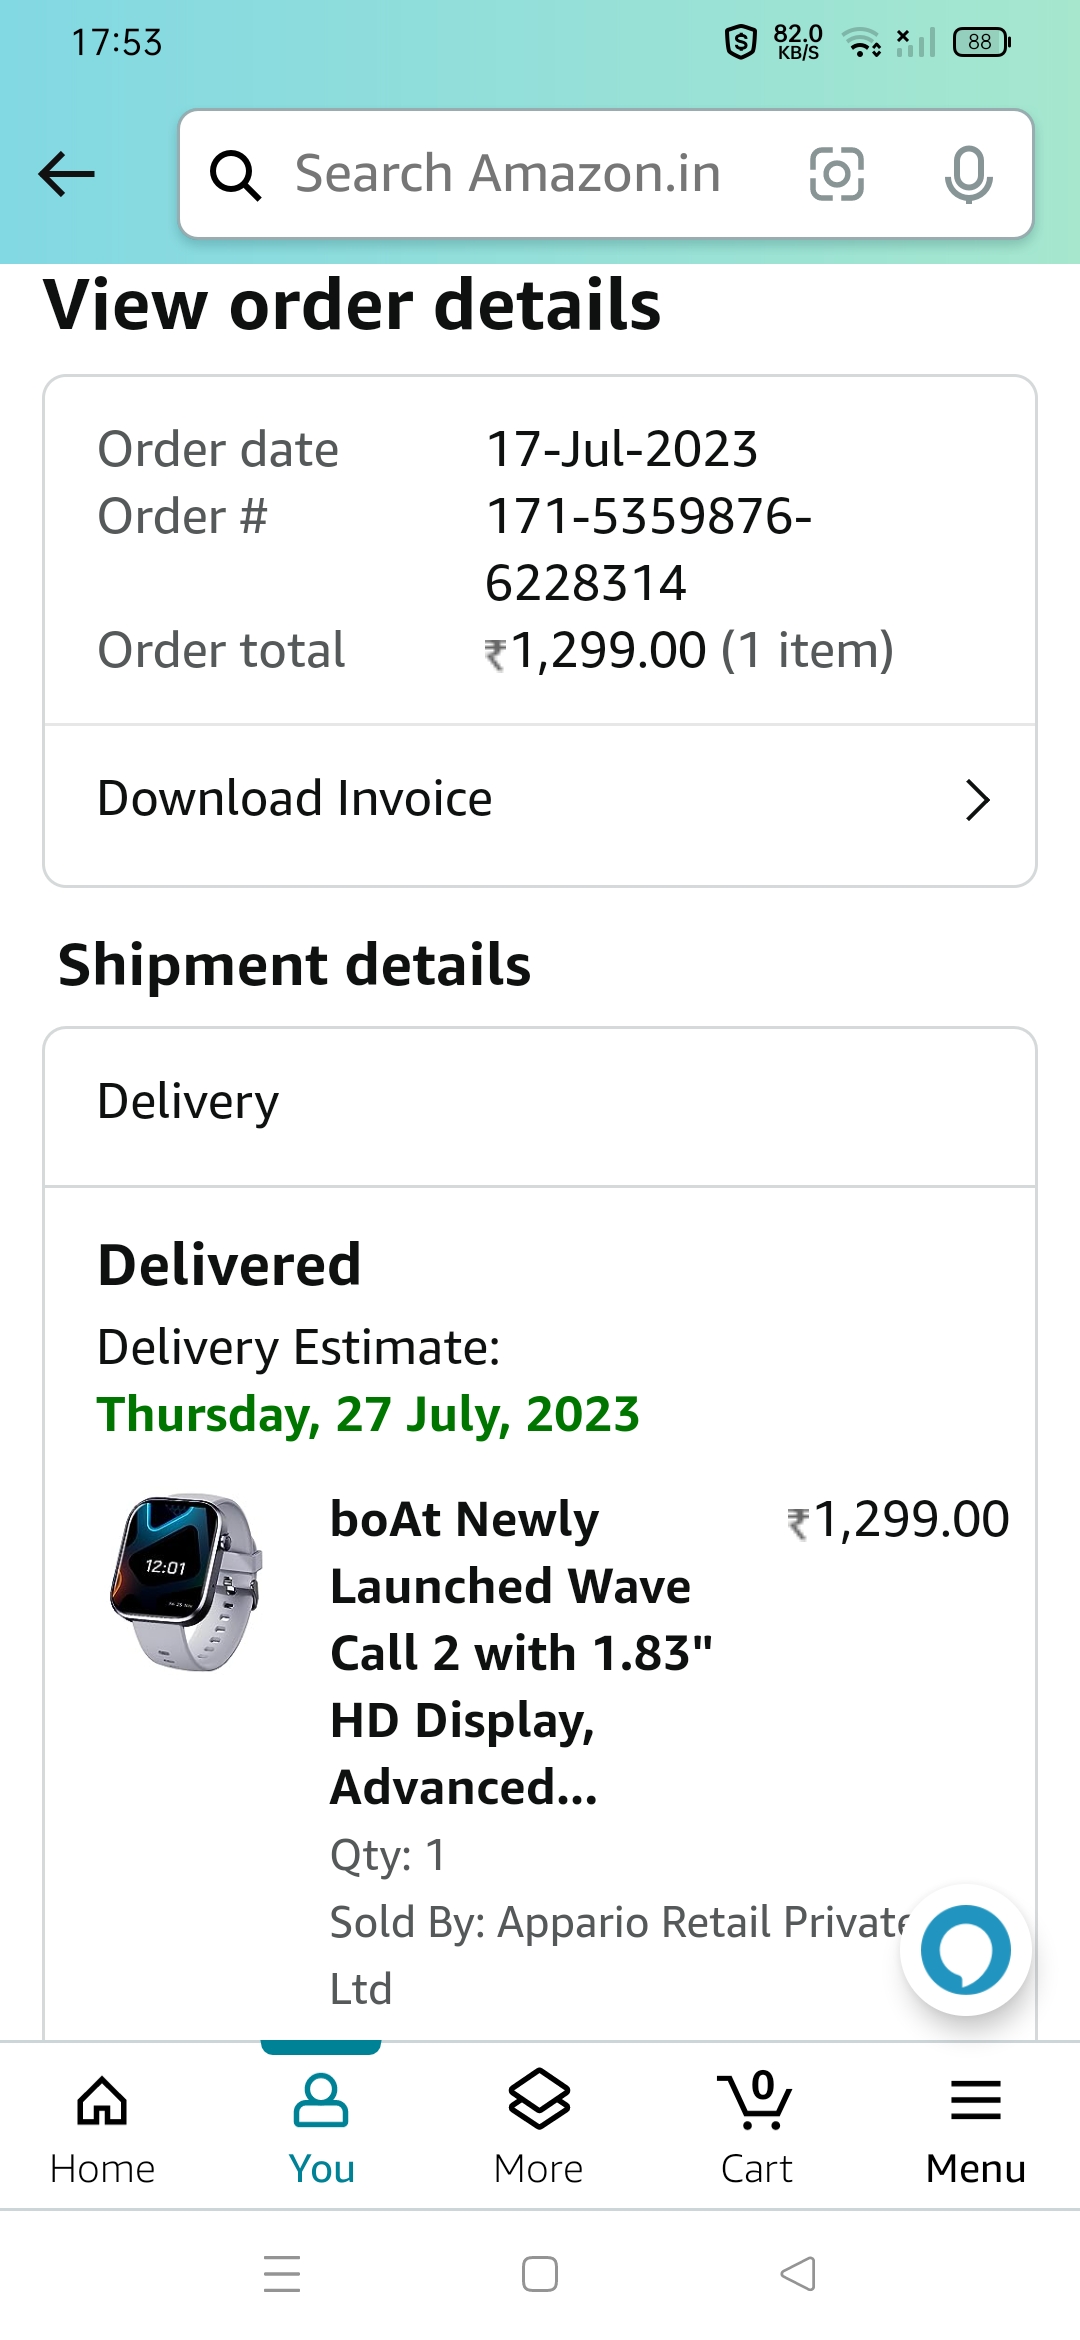 17:53
82.0
KB/S
88
Search Amazon.in
View order details
Order date 17-Jul-2023
Order # 171-5359876-
6228314
Order total ₹1,299.00 (1 item)
Download Invoice
Shipment details
Delivery
Delivered
Delivery Estimate:
Thursday, 27 July, 2023
12:01
boAt Newly ₹1,299.00
Launched Wave
Call 2 with 1.83"
HD Display,
Advanced...
Qty: 1
Sold By: Appario Retail Private
Ltd
0
Home You More Cart Menu